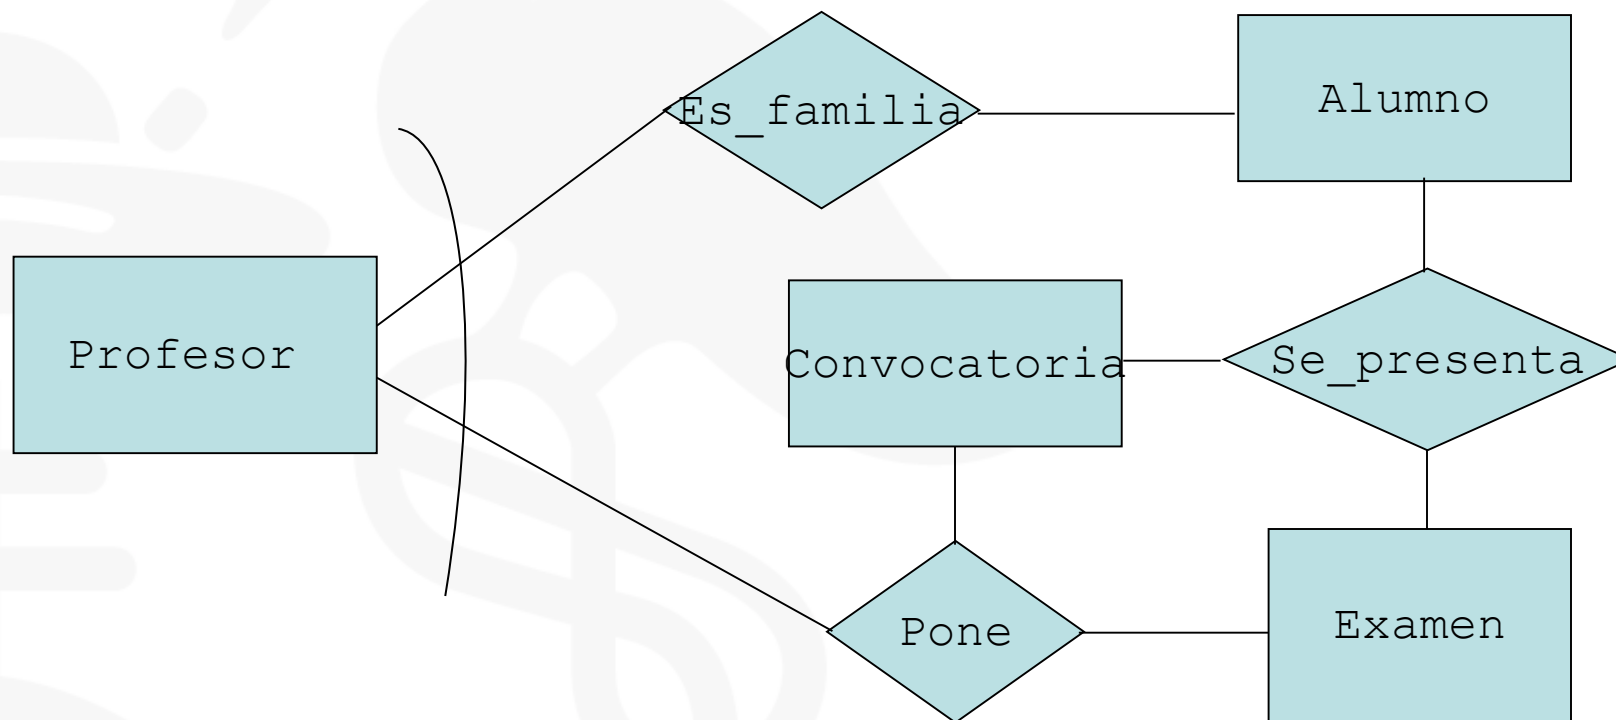 Es_familia
Alumno
Profesor
Convocatoria
Se_presenta
Pone
Examen